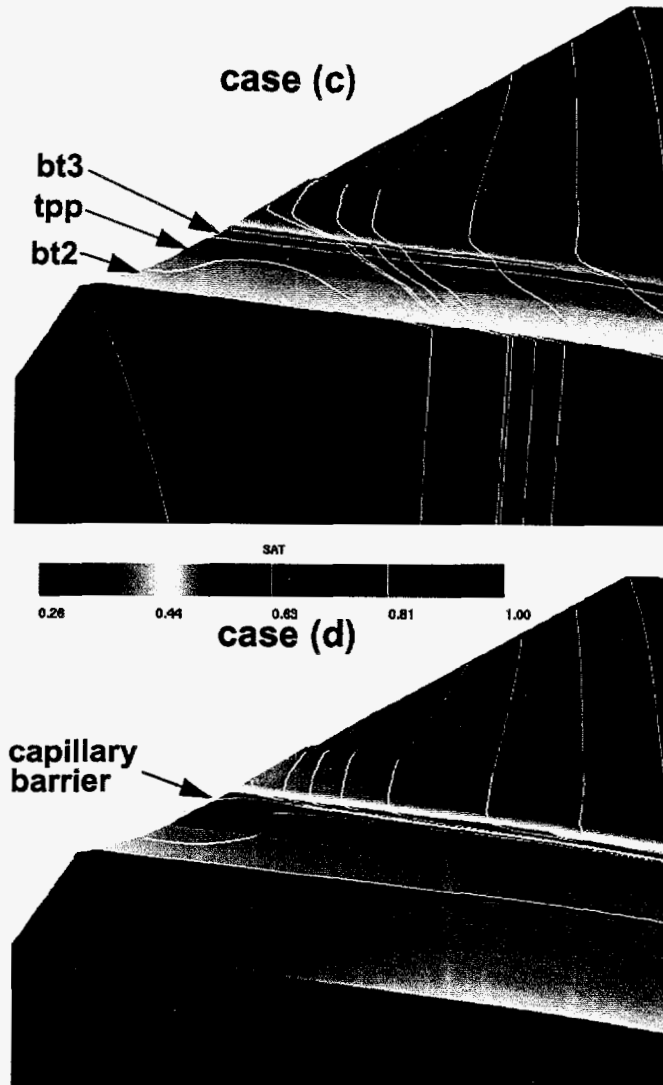 case (c)
bt3
tpp
bt2
SAT
0.26 0.44 0.63 0.81 1.00
case (d)
capillary
barrier